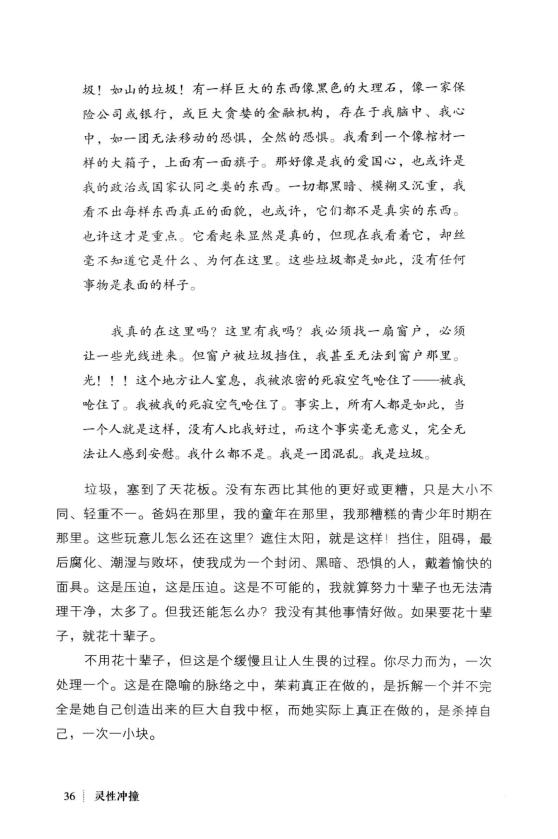 圾！如山的垃圾！有一样巨大的东西像黑色的大理石，像一家保
险公司或银行，或巨大贪婪的金融机构，存在于我脑中、我心
中，如一团无法移动的恐惧，全然的恐惧。我看到一个像棺材一
样的大箱子，上面有一面旗子。那好像是我的爱国心，也或许是
我的政治或国家认同之类的东西。一切都黑暗、模糊又沉重，我
看不出每样东西真正的面貌，也或许，它们都不是真实的东西。
也许这才是重点。它看起来显然是真的，但现在我看着它，却丝
毫不知道它是什么、为何在这里。这些垃圾都是如此，没有任何
事物是表面的样子。
我真的在这里吗？这里有我吗？我必须找一扇窗户，必须
让一些光线进来。但窗户被垃圾挡住，我甚至无法到窗户那里。
光！！！这个地方让人窒息，我被浓密的死寂空气呛住了——被我
呛住了。我被我的死寂空气呛住了。事实上，所有人都是如此，当
一个人就是这样，没有人比我好过，而这个事实毫无意义，完全无
法让人感到安慰。我什么都不是。我是一团混乱。我是垃圾。
垃圾，塞到了天花板。没有东西比其他的更好或更糟，只是大小不
同、轻重不一。爸妈在那里，我的童年在那里，我那糟糕的青少年时期在
那里。这些玩意儿怎么还在这里？遮住太阳，就是这样！挡住，阻碍，最
后腐化、潮湿与败坏，使我成为一个封闭、黑暗、恐惧的人，戴着愉快的
面具。这是压迫，这是压迫。这是不可能的，我就算努力十辈子也无法清
理干净，太多了。但我还能怎么办？我没有其他事情好做。如果要花十辈
子，就花十辈子。
不用花十辈子，但这是个缓慢且让人生畏的过程。你尽力而为，一次
处理一个。这是在隐喻的脉络之中，茱莉真正在做的，是拆解一个并不完
全是她自己创造出来的巨大自我中枢，而她实际上真正在做的，是杀掉自
己，一次一小块。
36 灵性冲撞